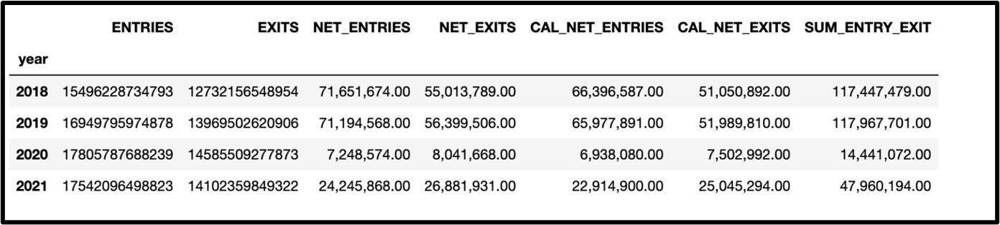 ENTRIES EXITS NET_ENTRIES NET_EXITS CAL_NET_ENTRIES CAL_NET_EXITS SUM_ENTRY_EXIT
year
2018 15496228734793 12732156548954 71,651,674.00 55,013,789.00 66,396,587.00 51,050,892.00 117,447,479.00
2019 16949795974878 13969502620906 71,194,568.00 56,399,506.00 65,977,891.00 51,989,810.00 117,967,701.00
2020 17805787688239 14585509277873 7,248,574.00 8,041,668.00 6,938,080.00 7,502,992.00 14,441,072.00
2021 17542096498823 14102359849322 24,245,868.00 26,881,931.00 22,914,900.00 25,045,294.00 47,960,194.00